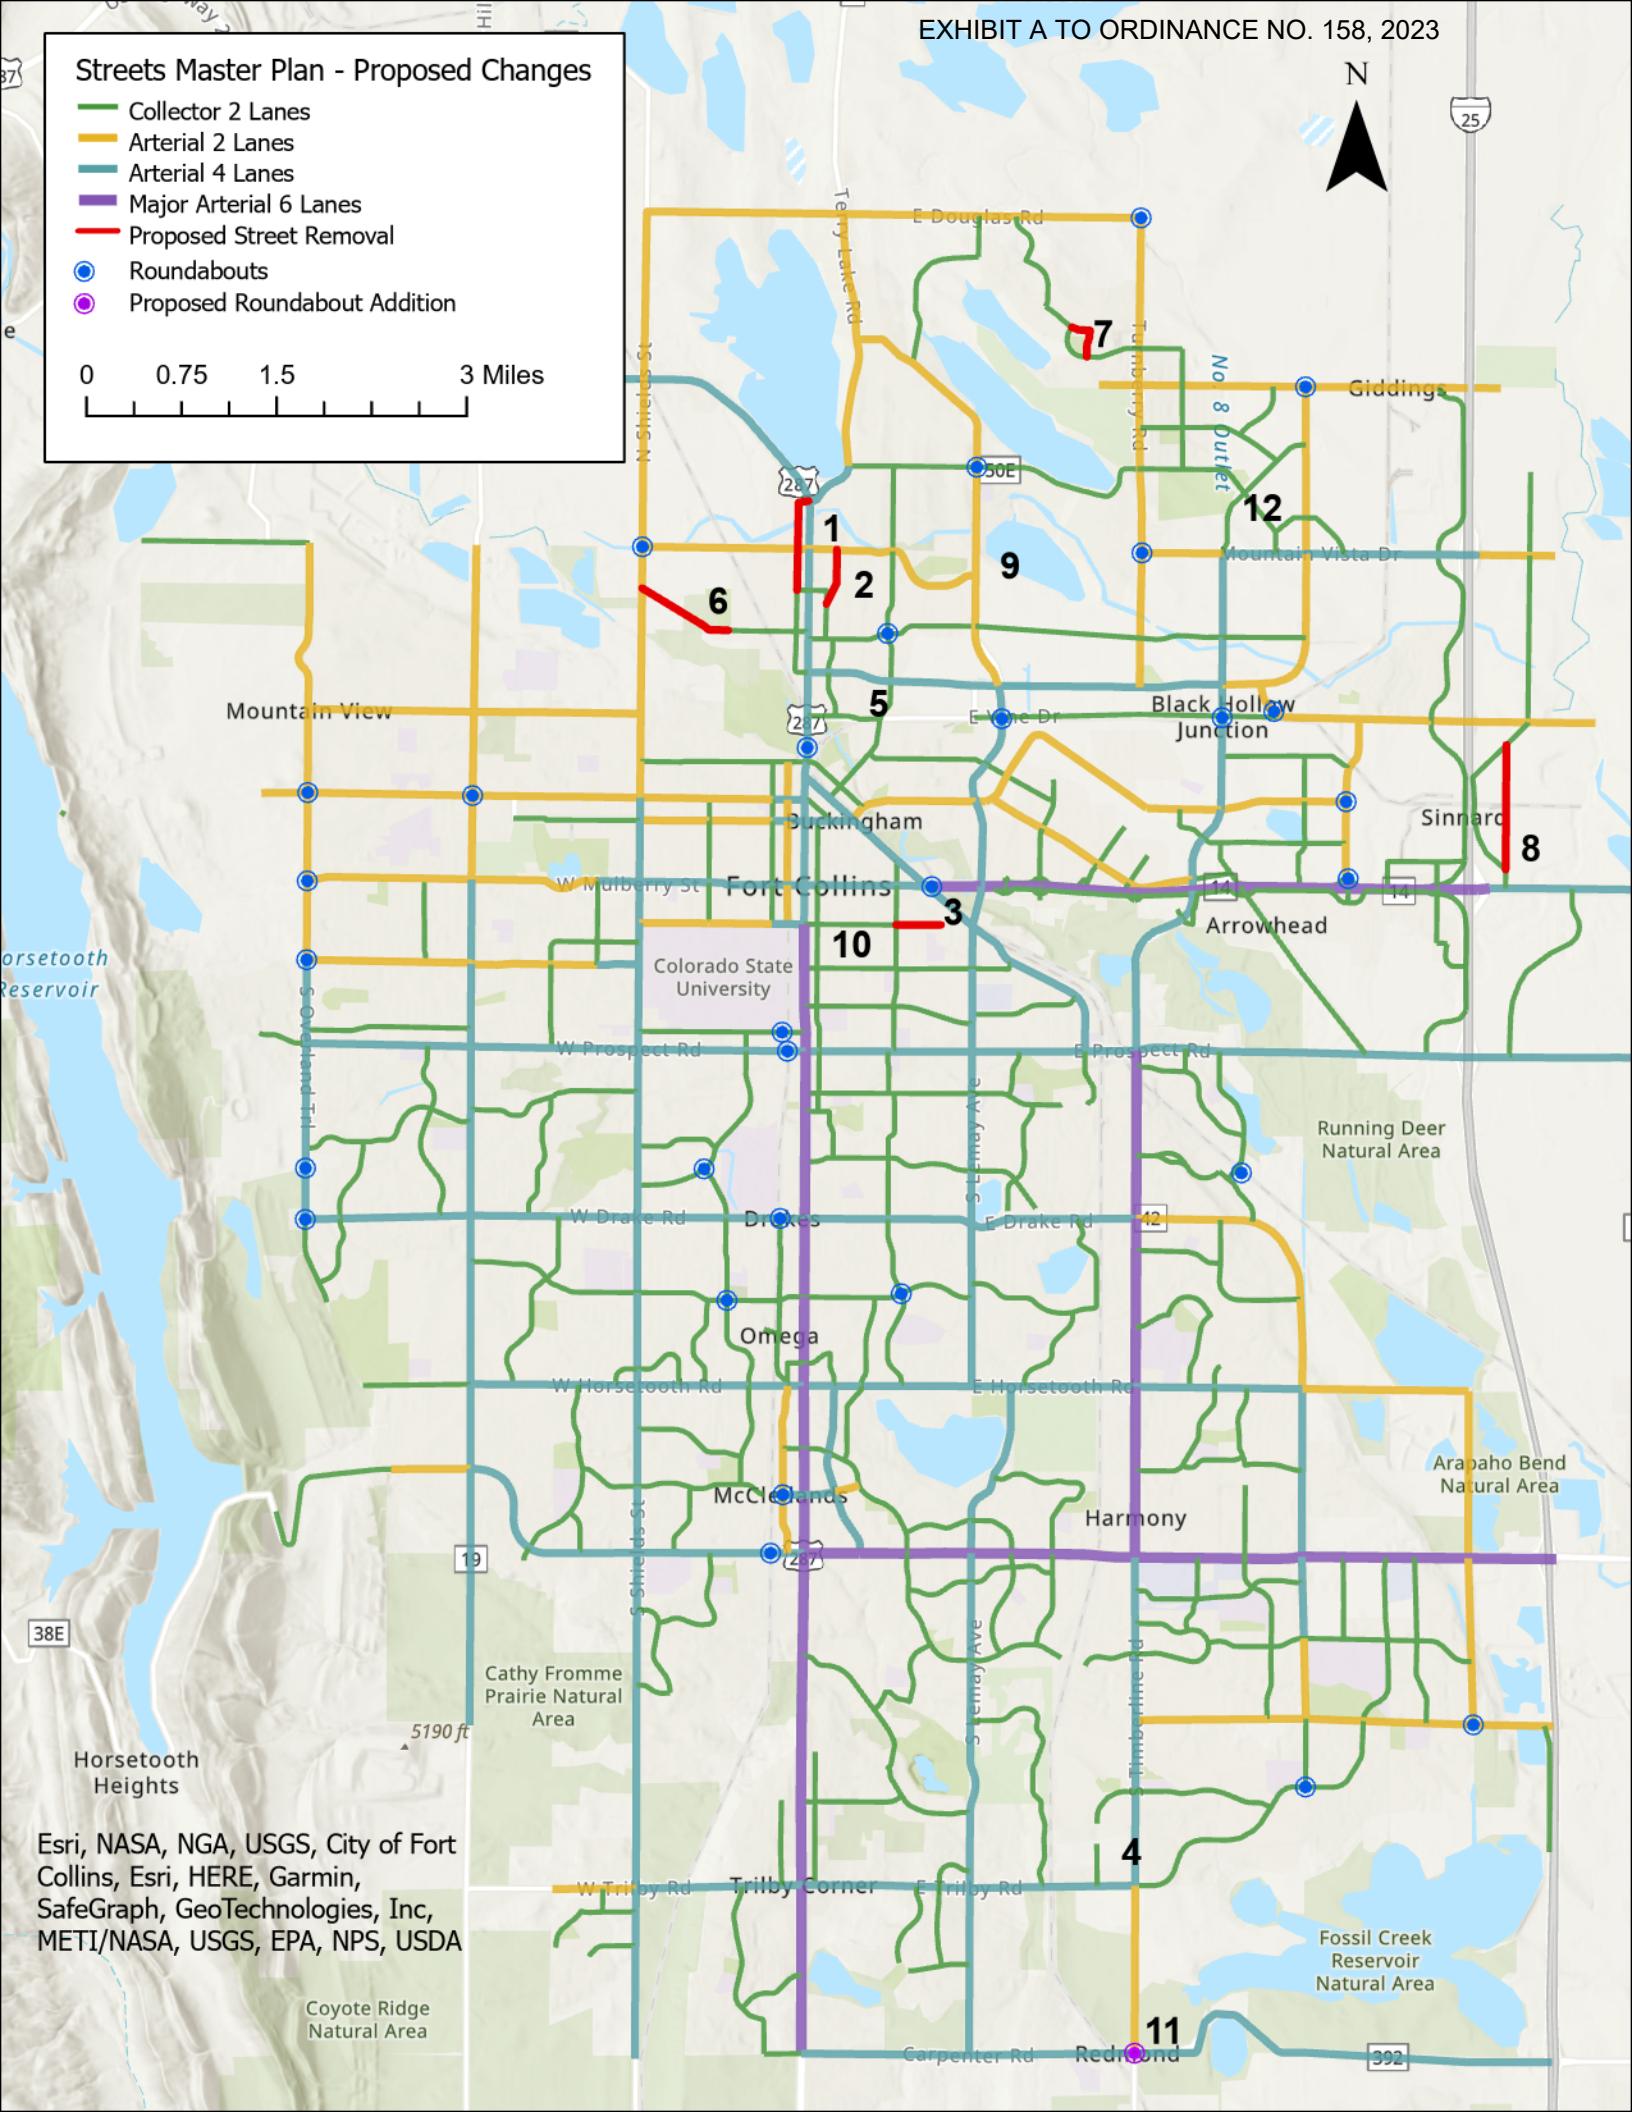 EXHIBIT A TO ORDINANCE NO. 158, 2023
Streets Master Plan - Proposed Changes
Collector 2 Lanes
Arterial 2 Lanes
Arterial 4 Lanes
Major Arterial 6 Lanes
Proposed Street Removal
Roundabouts
Proposed Roundabout Addition
0 0.75 1.5 3 Miles
N
25
E Douglas Rd
Terry Lake Rd
7
Turnberry Rd
No. 8 Outlet
Giddings
N Shields St
287
50E
1
12
9
Mountain Vista Dr
2
6
5
Mountain View
287
E Vine Dr
Black Hollow
Junction
Buckingham
Sinnard
8
W Mulberry St
Fort Collins
14
14
3
10
Arrowhead
Colorado State
University
orsetooth
Reservoir
S Overland Trl
W Prospect Rd
E Prospect Rd
S Lemay Ave
Running Deer
Natural Area
W Drake Rd
Drakes
E Drake Rd
42
Omega
W Horsetooth Rd
E Horsetooth Rd
Arapaho Bend
Natural Area
McClellands
Harmony
S Shields St
19
287
38E
S Lemay Ave
S Timberline Rd
Cathy Fromme
Prairie Natural
Area
5190 ft
Horsetooth
Heights
4
Esri, NASA, NGA, USGS, City of Fort
Collins, Esri, HERE, Garmin,
SafeGraph, GeoTechnologies, Inc,
METI/NASA, USGS, EPA, NPS, USDA
W Trilby Rd
Trilby Corner
E Trilby Rd
Fossil Creek
Reservoir
Natural Area
Coyote Ridge
Natural Area
11
Carpenter Rd
Redmond
392